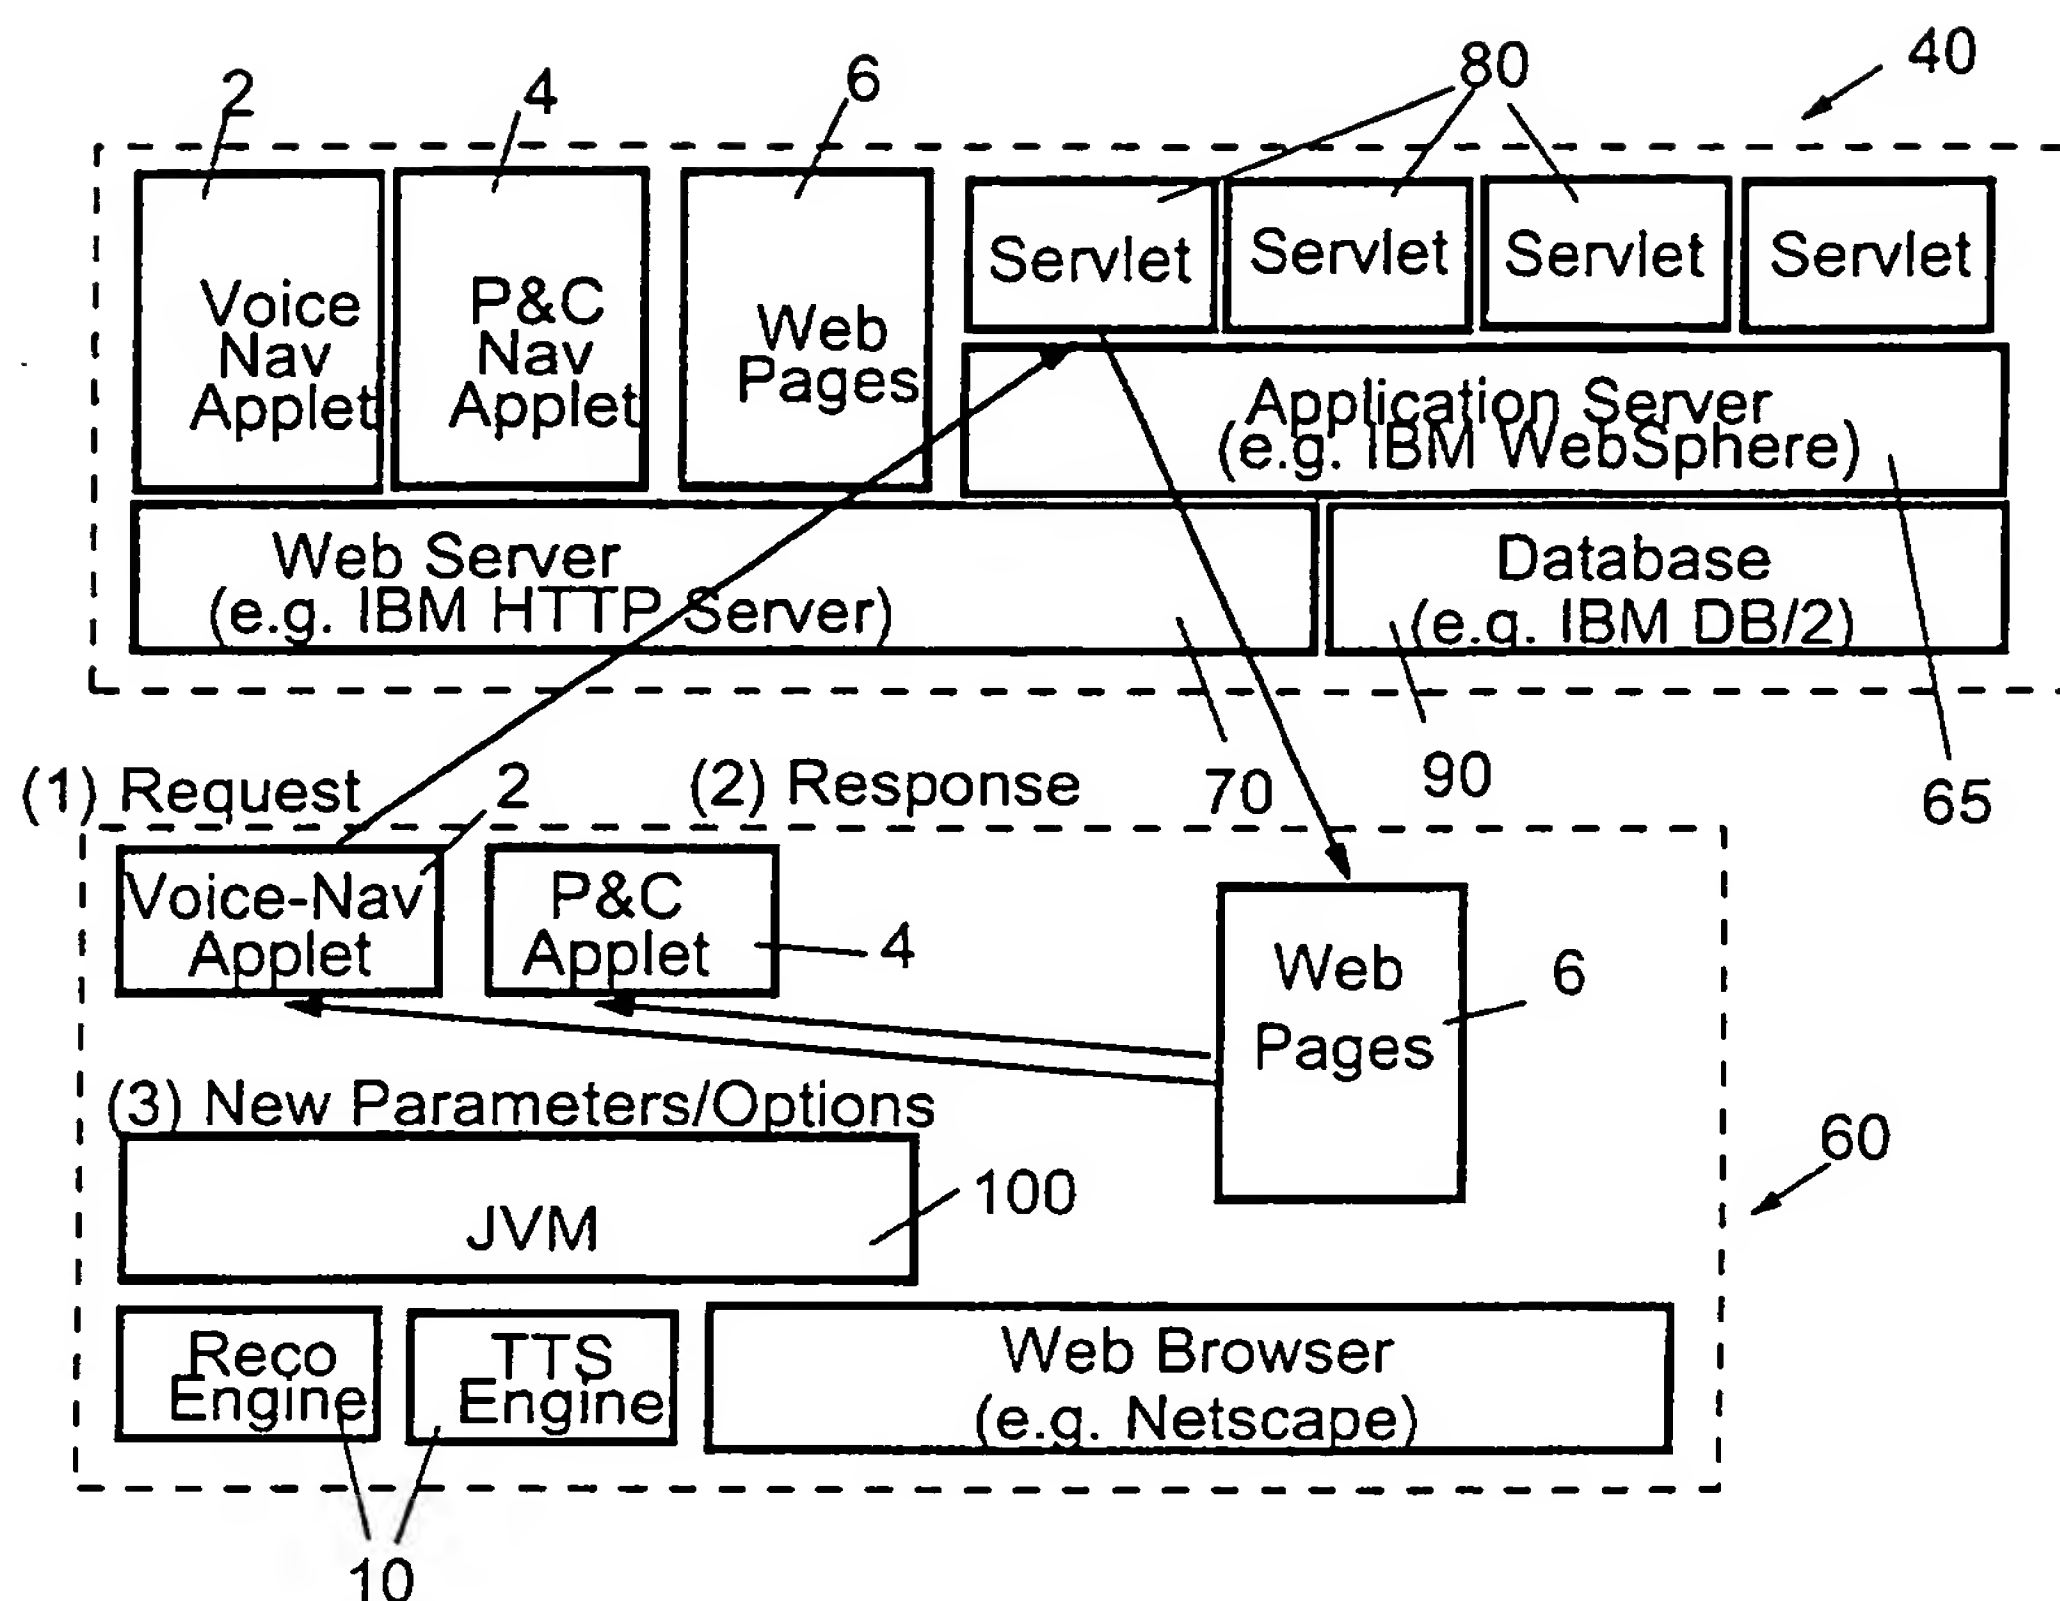 2
4
6
80
40
Voice
Nav
Applet
P&C
Nav
Applet
Web
Pages
Servlet
Servlet
Servlet
Servlet
Application Server
(e.g. IBM WebSphere)
Web Server
(e.g. IBM HTTP Server)
Database
(e.g. IBM DB/2)
70
90
65
(1) Request
2
(2) Response
Voice-Nav
Applet
P&C
Applet
4
Web
Pages
6
(3) New Parameters/Options
60
JVM
100
Reco
Engine
TTS
Engine
Web Browser
(e.g. Netscape)
10